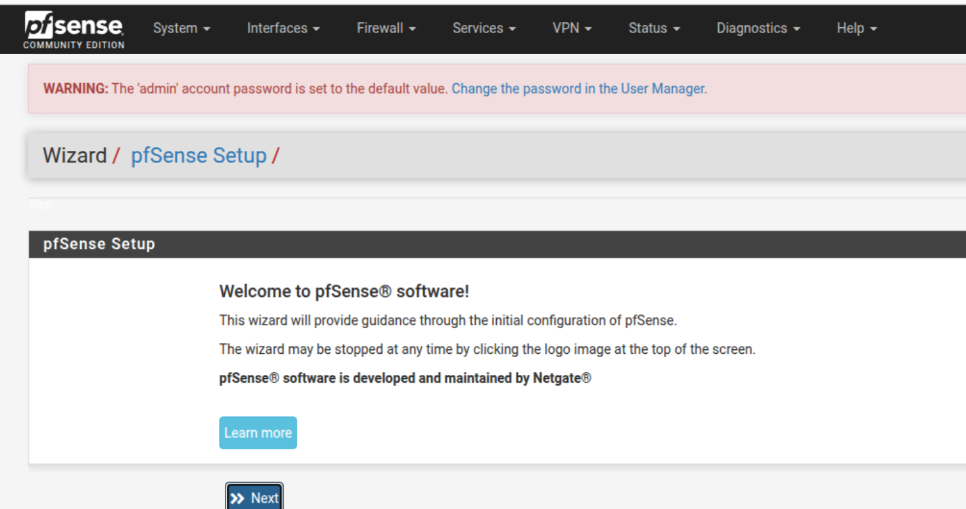 pfsense
COMMUNITY EDITION
System Interfaces Firewall Services VPN Status Diagnostics Help
WARNING: The 'admin' account password is set to the default value. Change the password in the User Manager.
Wizard / pfSense Setup /
Step
pfSense Setup
Welcome to pfSense® software!
This wizard will provide guidance through the initial configuration of pfSense.
The wizard may be stopped at any time by clicking the logo image at the top of the screen.
pfSense® software is developed and maintained by Netgate®
Learn more
Next